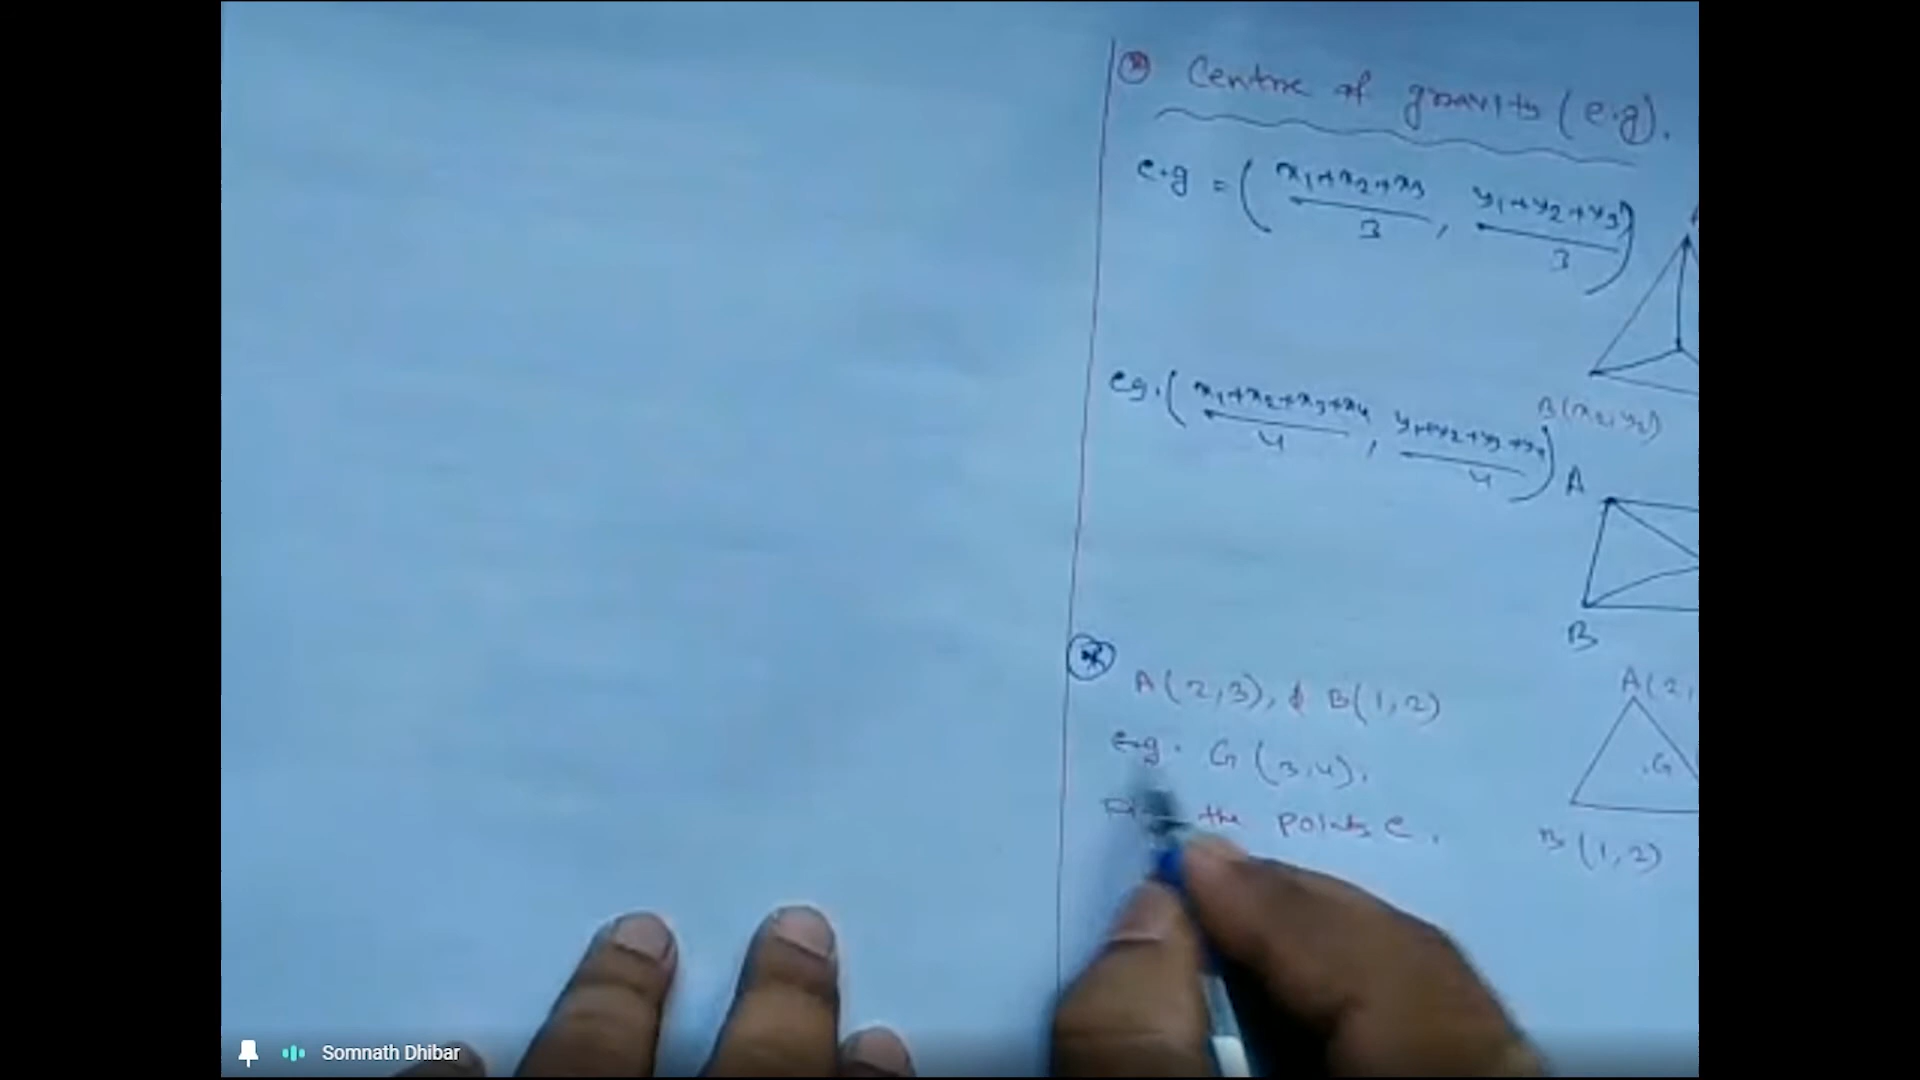 Centre of gravity (c.g).
c.g = ( x₁+x₂+x₃ / 3 , y₁+y₂+y₃ / 3 )
B(x₂, y₂)
cg. ( x₁+x₂+x₃+x₄ / 4 , y₁+y₂+y₃+y₄ / 4 )
A
B
A(2,3), & B(1,2)
A(2,
c.g. G (3,4).
.G
the points C.
B(1,2)
Somnath Dhibar